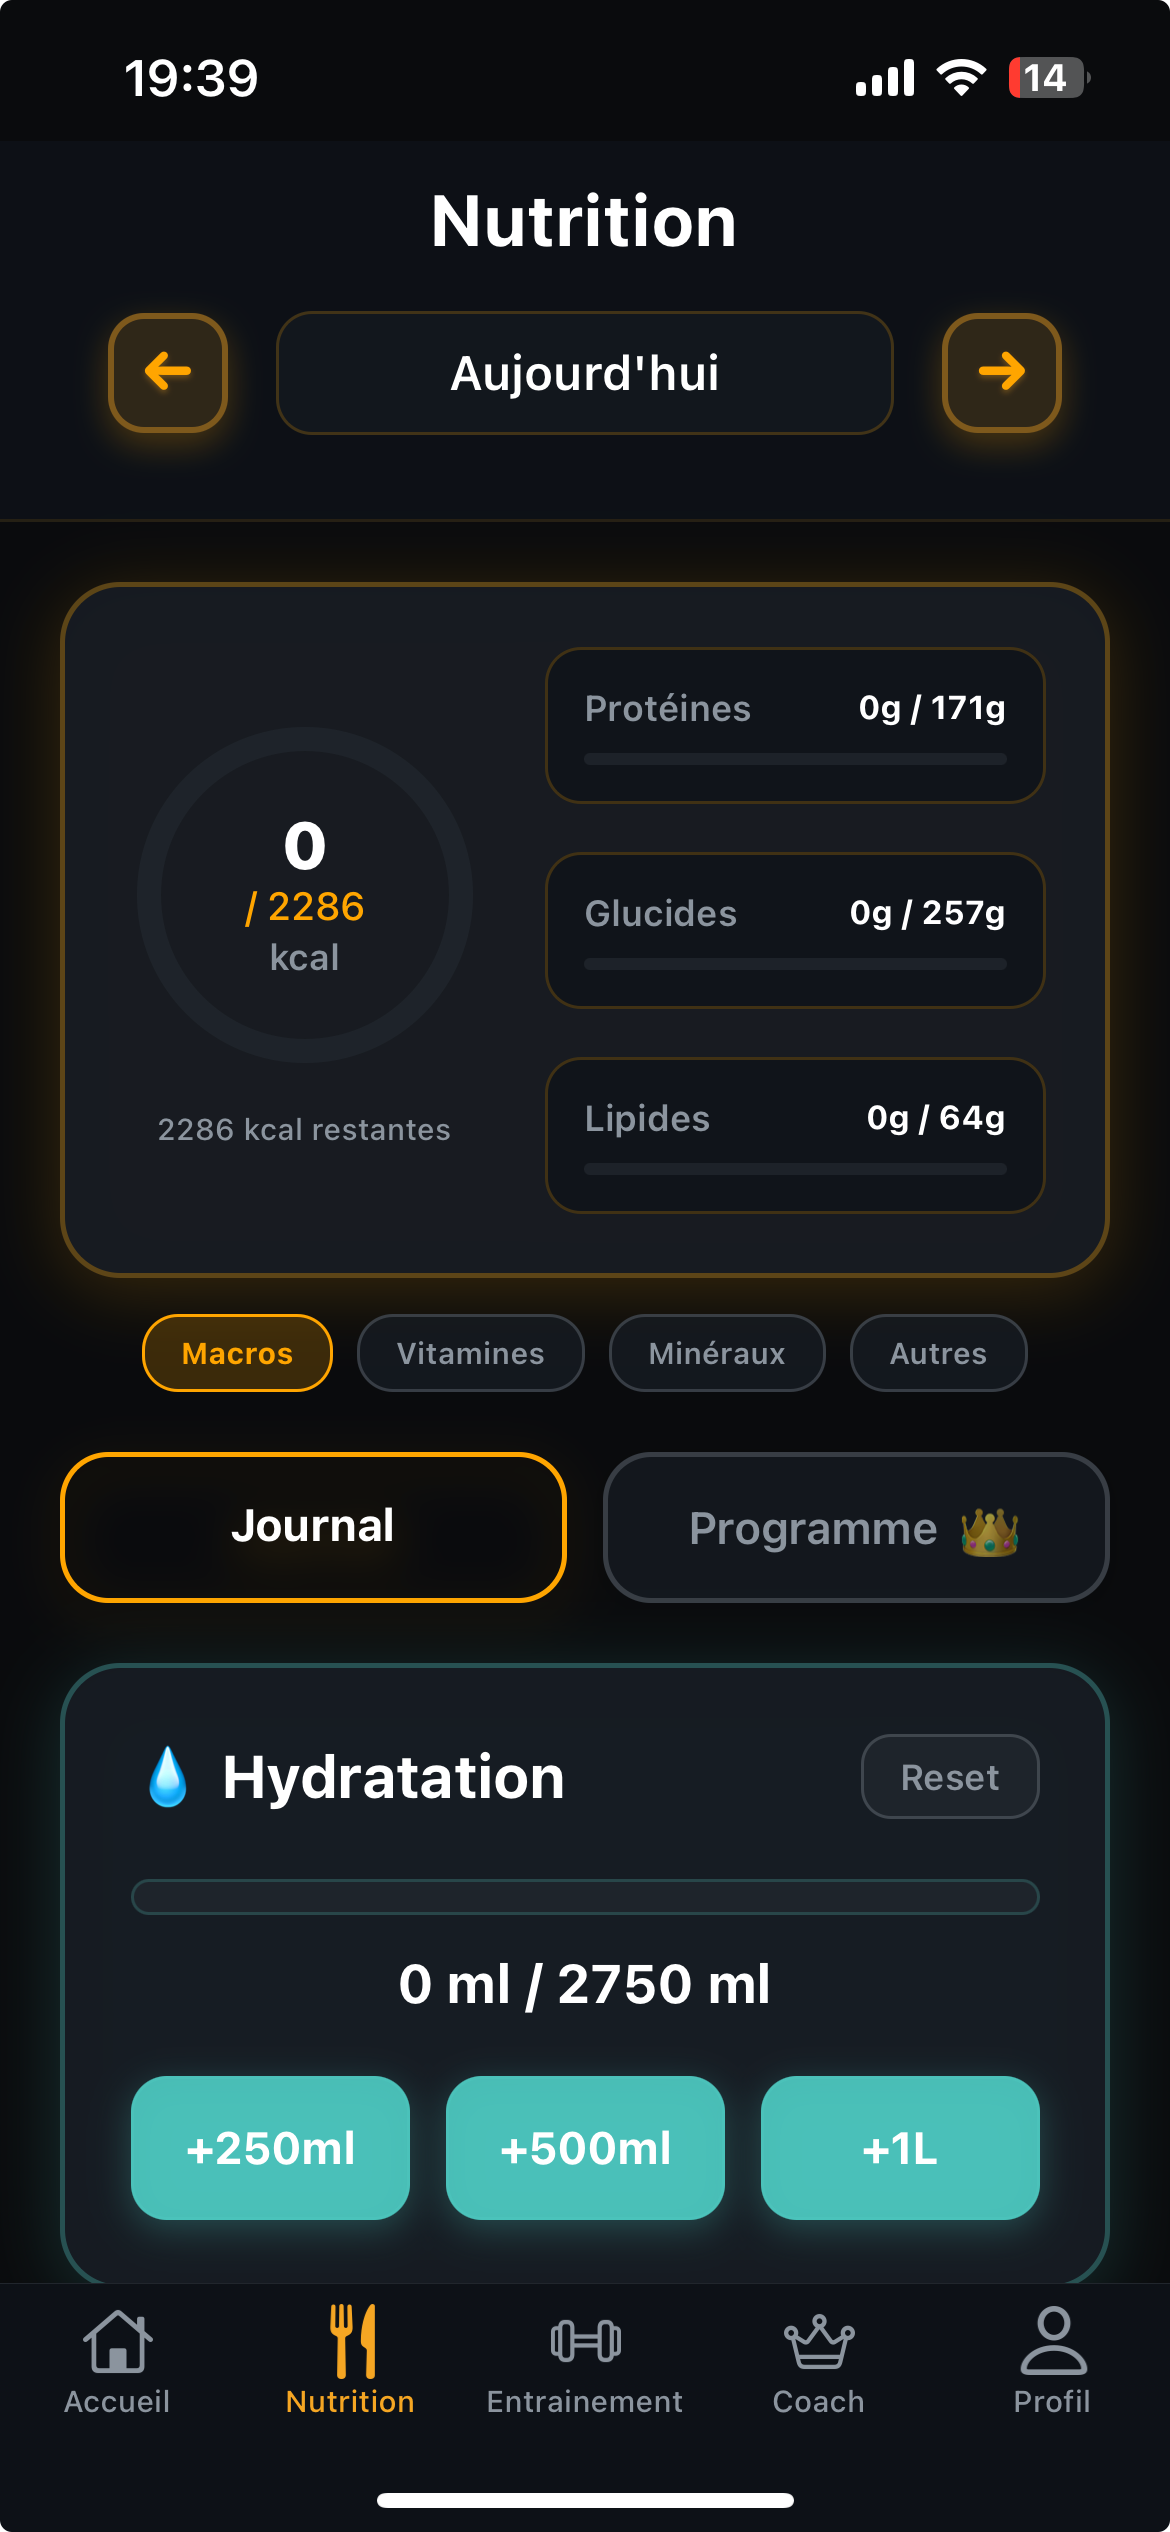 19:39
14
Nutrition
Aujourd'hui
0
/ 2286
kcal
2286 kcal restantes
Protéines 0g / 171g
Glucides 0g / 257g
Lipides 0g / 64g
Macros Vitamines Minéraux Autres
Journal Programme
Hydratation Reset
0 ml / 2750 ml
+250ml +500ml +1L
Accueil Nutrition Entrainement Coach Profil